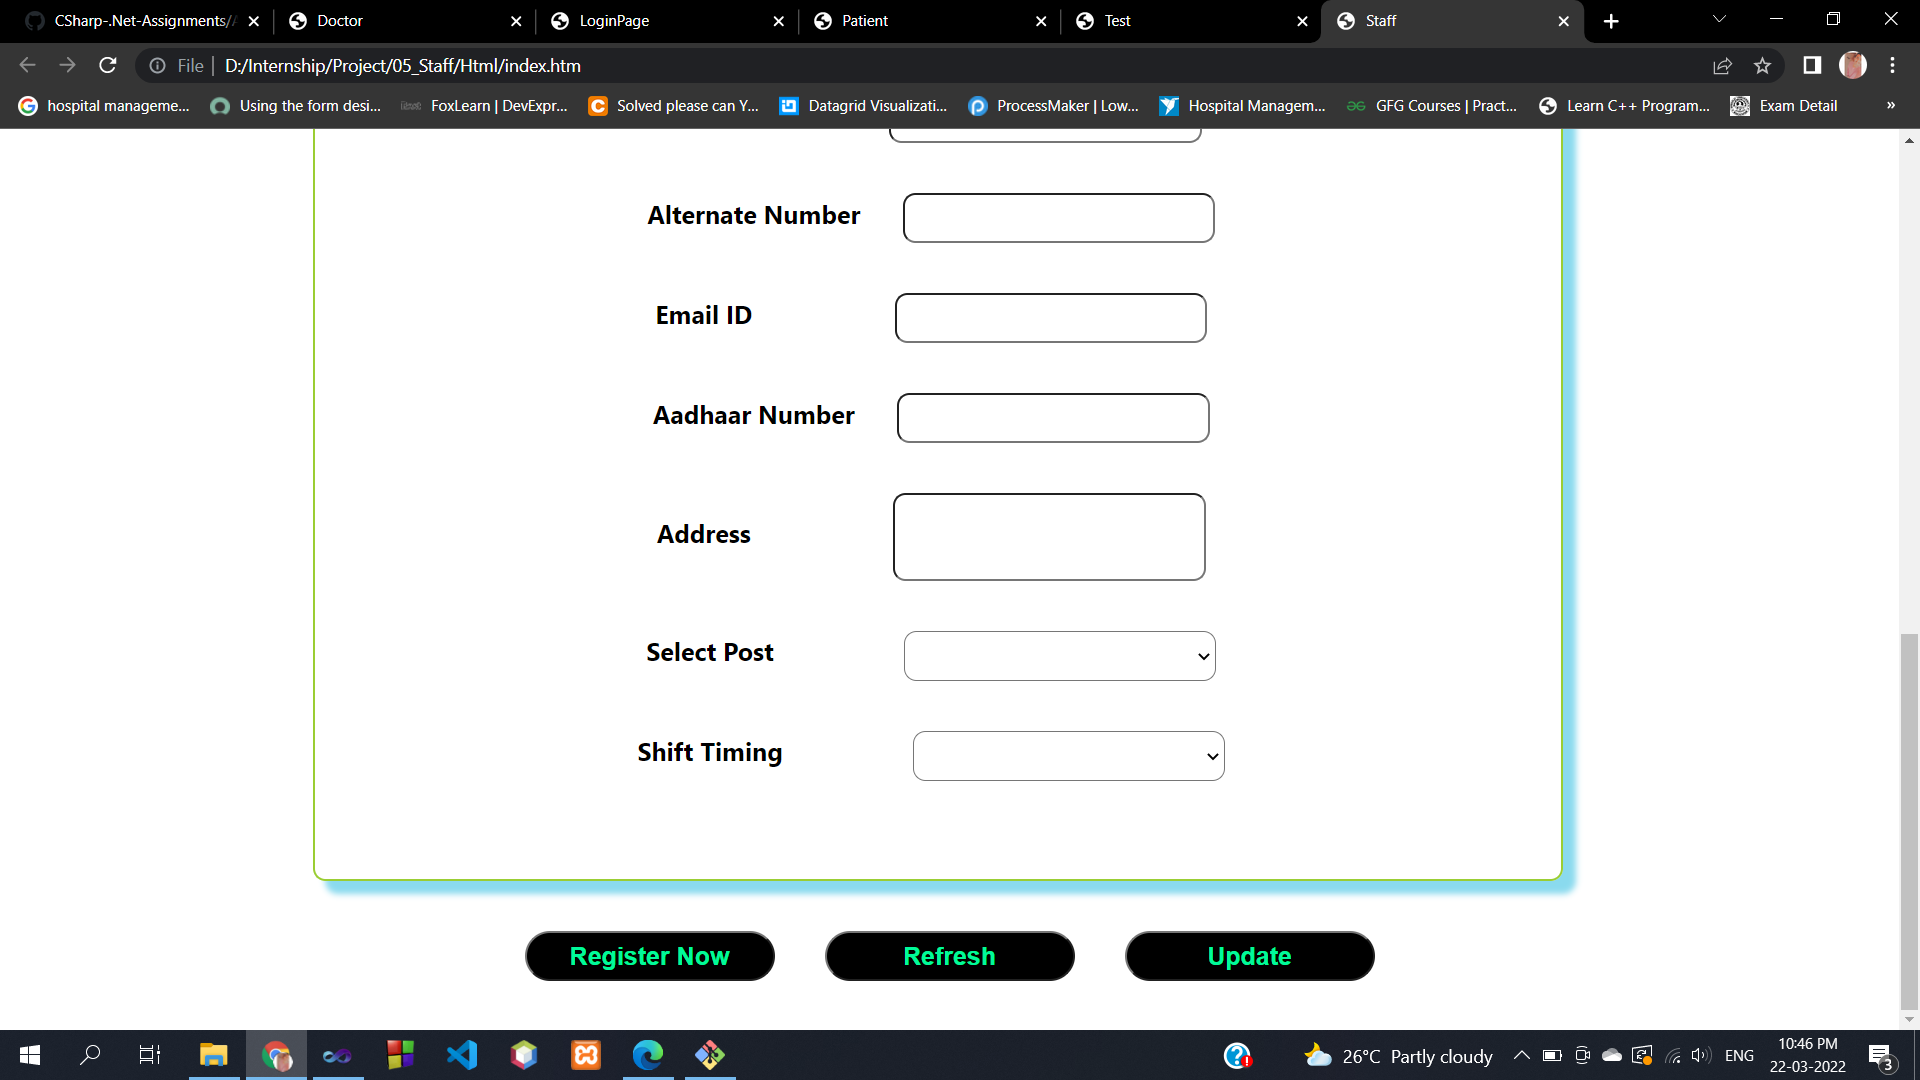 CSharp-.Net-Assignments/
Doctor
LoginPage
Patient
Test
Staff
File
D:/Internship/Project/05_Staff/Html/index.htm
hospital manageme...
Using the form desi...
FoxLearn | DevExpr...
Solved please can Y...
Datagrid Visualizati...
ProcessMaker | Low...
Hospital Managem...
GFG Courses | Pract...
Learn C++ Program...
Exam Detail
»
Alternate Number
Email ID
Aadhaar Number
Address
Select Post
Shift Timing
Register Now
Refresh
Update
26°C Partly cloudy
ENG
10:46 PM
22-03-2022
3